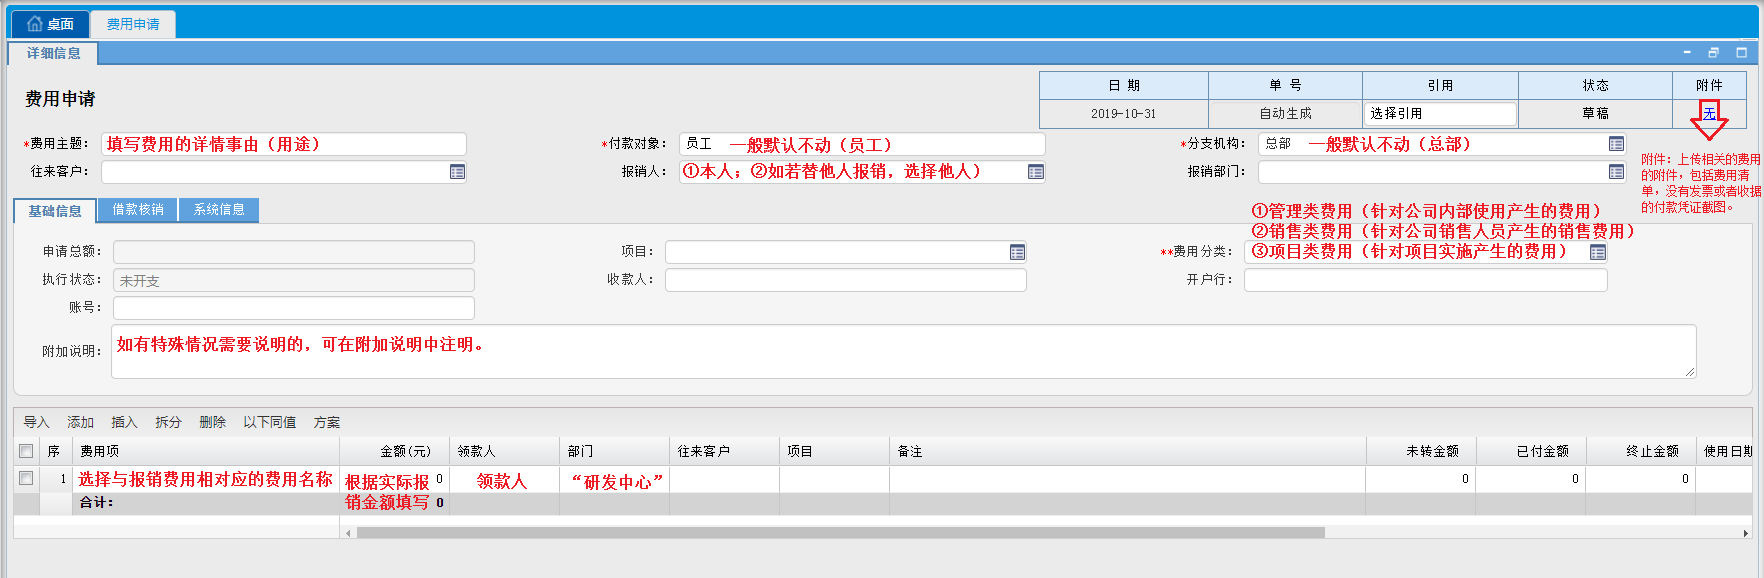 桌面 费用申请
详细信息
费用申请
日 期 单 号 引用 状态 附件
2019-10-31 自动生成 选择引用 草稿 无
*费用主题： 填写费用的详情事由（用途） *付款对象： 员工 一般默认不动（员工） *分支机构： 总部 一般默认不动（总部）
往来客户： 报销人： ①本人；②如若替他人报销，选择他人） 报销部门：
附件：上传相关的费用
的附件，包括费用清
单，没有发票或者收据
的付款凭证截图。
基础信息 借款核销 系统信息
①管理类费用（针对公司内部使用产生的费用）
②销售类费用（针对公司销售人员产生的销售费用）
申请总额： 项目： **费用分类： ③项目类费用（针对项目实施产生的费用）
执行状态： 未开支 收款人： 开户行：
账号：
附加说明： 如有特殊情况需要说明的，可在附加说明中注明。
导入 添加 插入 拆分 删除 以下同值 方案
序 费用项 金额(元) 领款人 部门 往来客户 项目 备注 未转金额 已付金额 终止金额 使用日期
1 选择与报销费用相对应的费用名称 根据实际报 0 领款人 “研发中心” 0 0 0
合计： 销金额填写 0